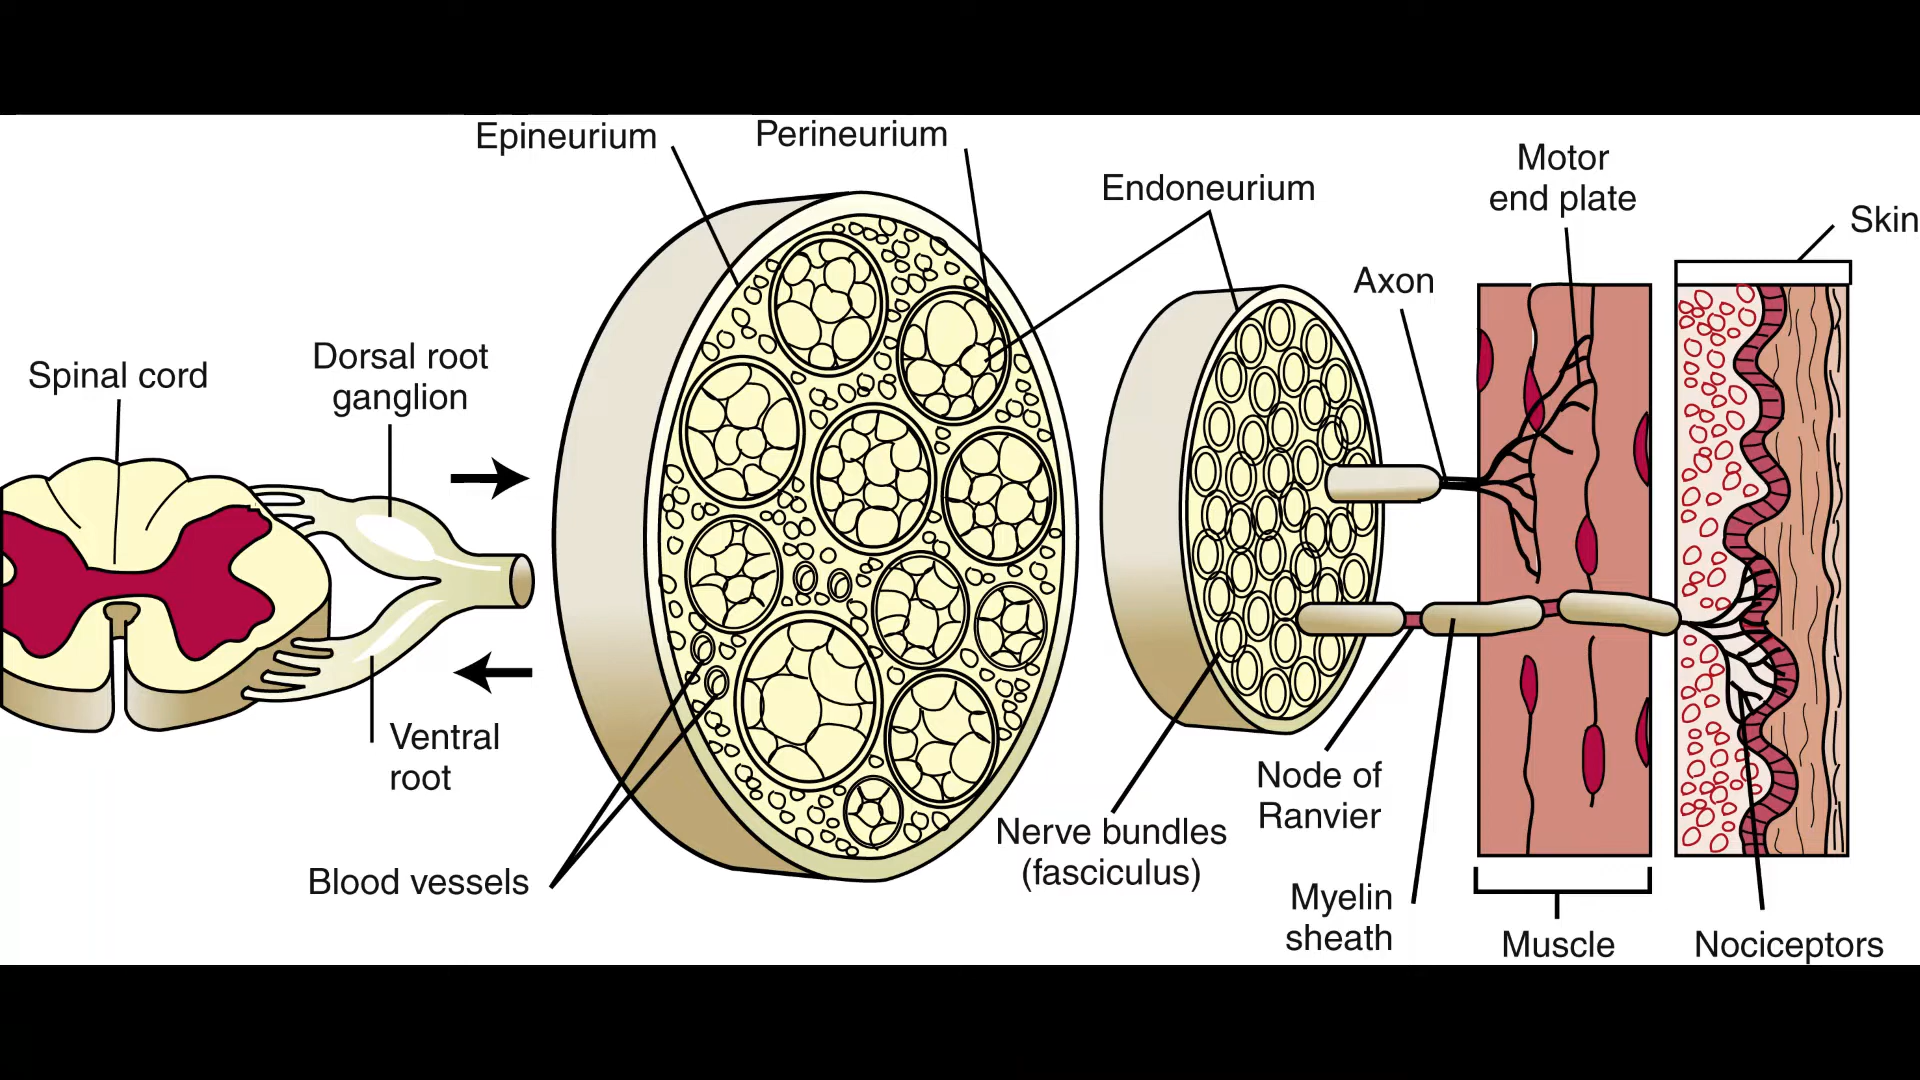 Epineurium
Perineurium
Endoneurium
Motor
end plate
Skin
Axon
Spinal cord
Dorsal root
ganglion
Ventral
root
Blood vessels
Nerve bundles
(fasciculus)
Node of
Ranvier
Myelin
sheath
Muscle
Nociceptors